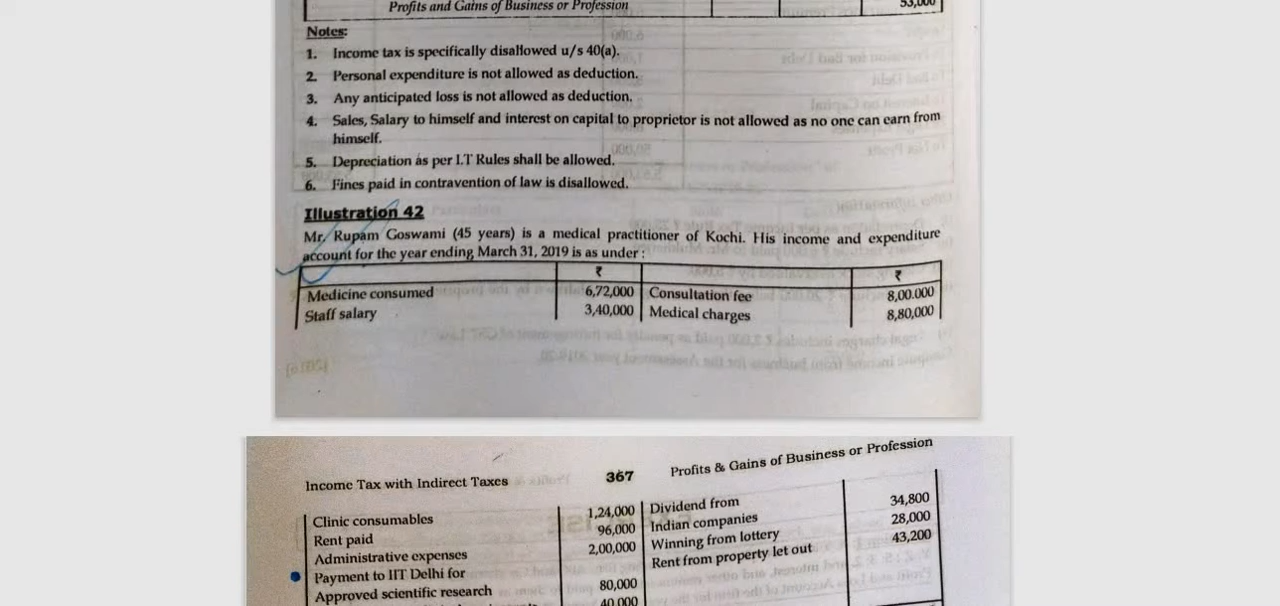 Profits and Gains of Business or Profession 53,000
Notes:
1. Income tax is specifically disallowed u/s 40(a).
2. Personal expenditure is not allowed as deduction.
3. Any anticipated loss is not allowed as deduction.
4. Sales, Salary to himself and interest on capital to proprietor is not allowed as no one can earn from
himself.
5. Depreciation as per I.T Rules shall be allowed.
6. Fines paid in contravention of law is disallowed.
Illustration 42
Mr. Rupam Goswami (45 years) is a medical practitioner of Kochi. His income and expenditure
account for the year ending March 31, 2019 is as under :
₹ ₹
Medicine consumed 6,72,000 Consultation fee 8,00.000
Staff salary 3,40,000 Medical charges 8,80,000
Income Tax with Indirect Taxes 367 Profits & Gains of Business or Profession
Clinic consumables 1,24,000 Dividend from
Rent paid 96,000 Indian companies 34,800
Administrative expenses 2,00,000 Winning from lottery 28,000
Payment to IIT Delhi for Rent from property let out 43,200
Approved scientific research 80,000
40,000